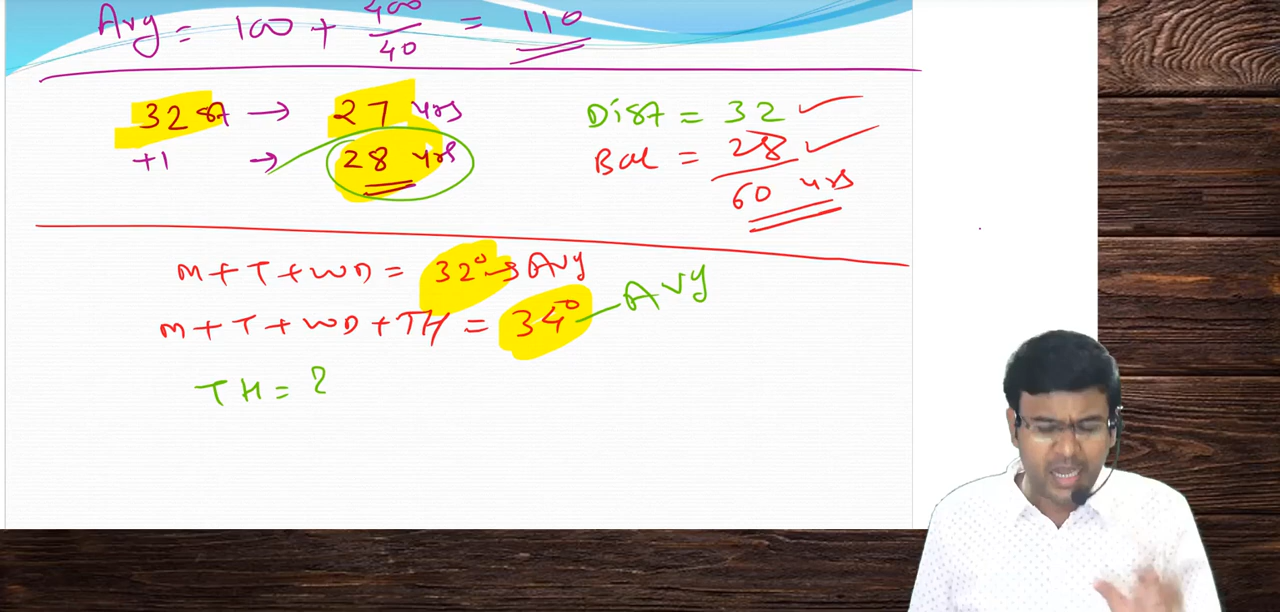 Avg = 100 + 400/40 = 110
32 st → 27 yrs
+1 → 28 yrs
Dist = 32 ✓
Bal = 28 ✓
60 yrs
M+T+WD = 32° → Avg
M+T+WD+TH = 34° – Avg
TH = ?